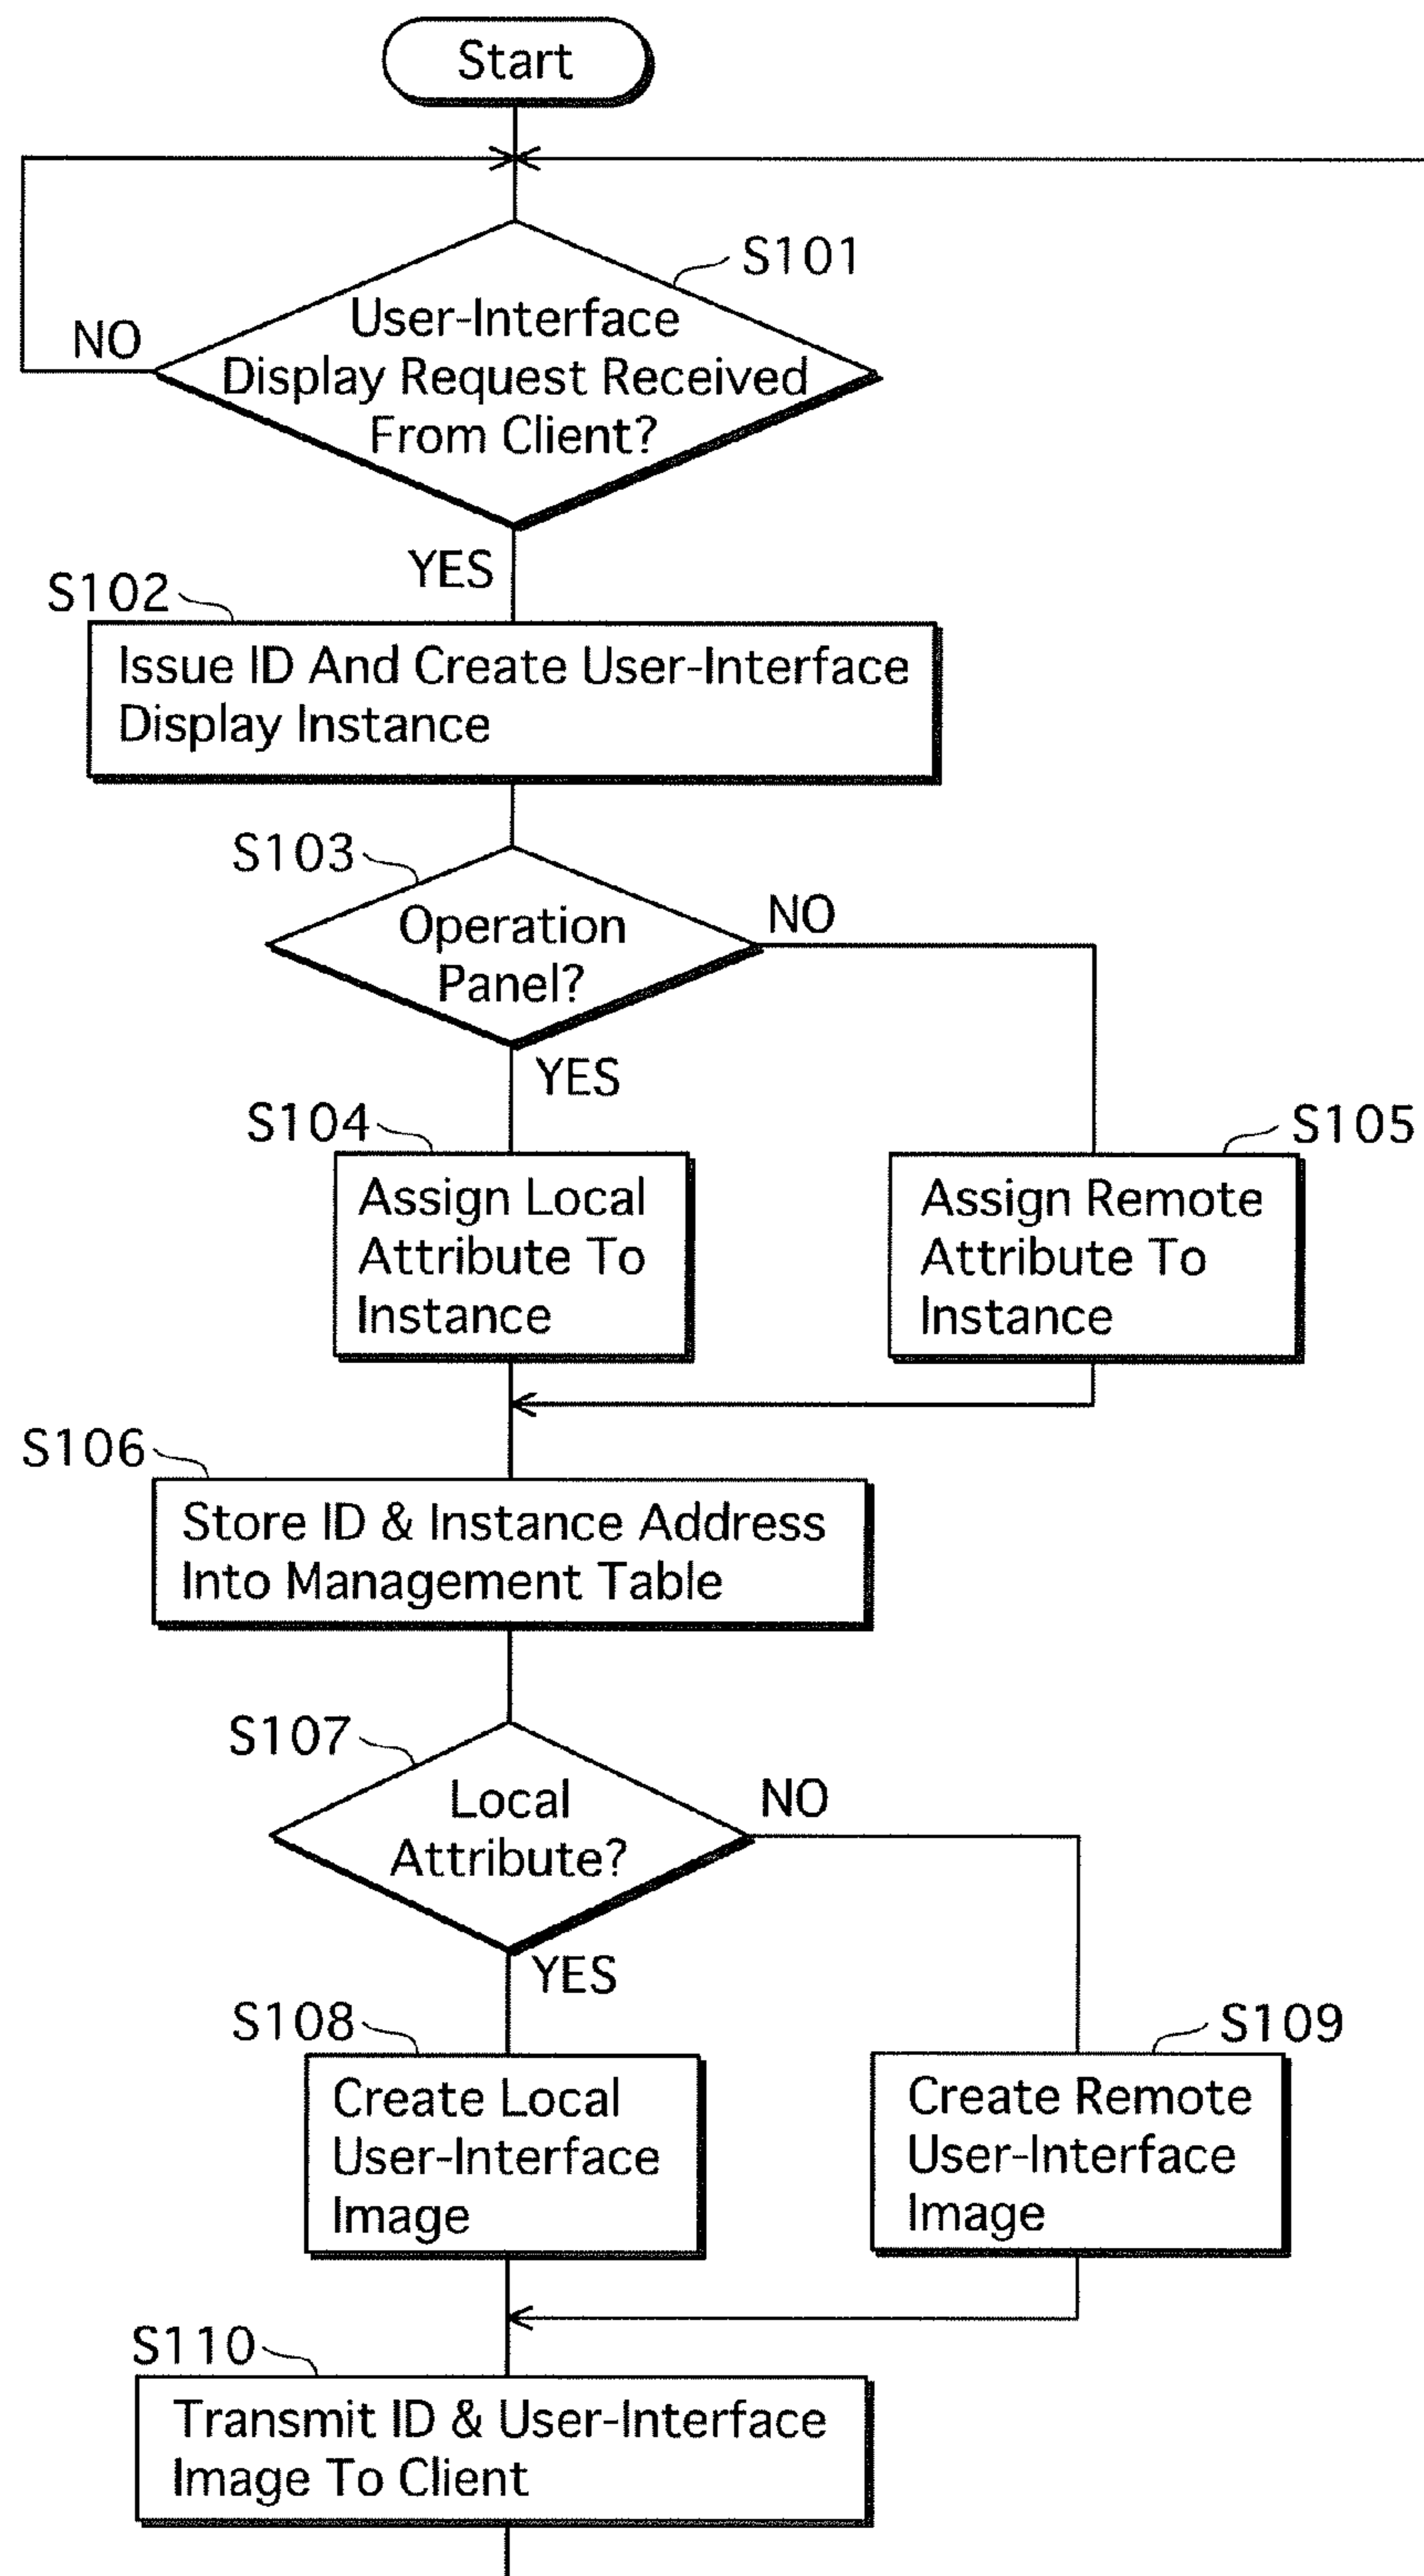 Start
S101
User-Interface
Display Request Received
From Client?
NO
YES
S102
Issue ID And Create User-Interface
Display Instance
S103
Operation
Panel?
NO
YES
S104
Assign Local
Attribute To
Instance
S105
Assign Remote
Attribute To
Instance
S106
Store ID & Instance Address
Into Management Table
S107
Local
Attribute?
NO
YES
S108
Create Local
User-Interface
Image
S109
Create Remote
User-Interface
Image
S110
Transmit ID & User-Interface
Image To Client